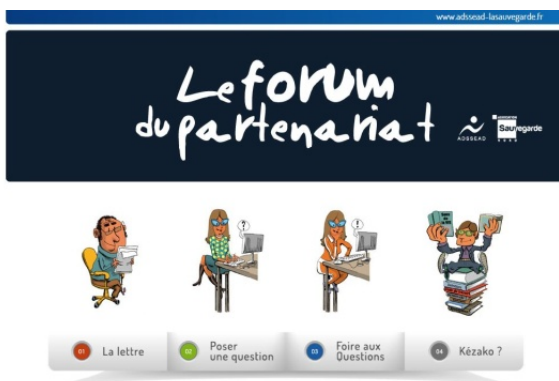 www.adssead-lasauvegarde.fr
Le forum
du partenariat
ADSSEAD
Sauvegarde
?
!
01 La lettre
02 Poser
une question
03 Foire aux
Questions
04 Kézako ?